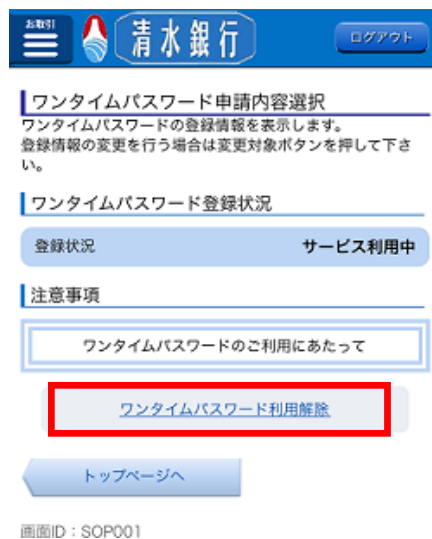 お取引
清水銀行
ログアウト
ワンタイムパスワード申請内容選択
ワンタイムパスワードの登録情報を表示します。
登録情報の変更を行う場合は変更対象ボタンを押して下さ
い。
ワンタイムパスワード登録状況
登録状況 サービス利用中
注意事項
ワンタイムパスワードのご利用にあたって
ワンタイムパスワード利用解除
トップページへ
画面ID：SOP001